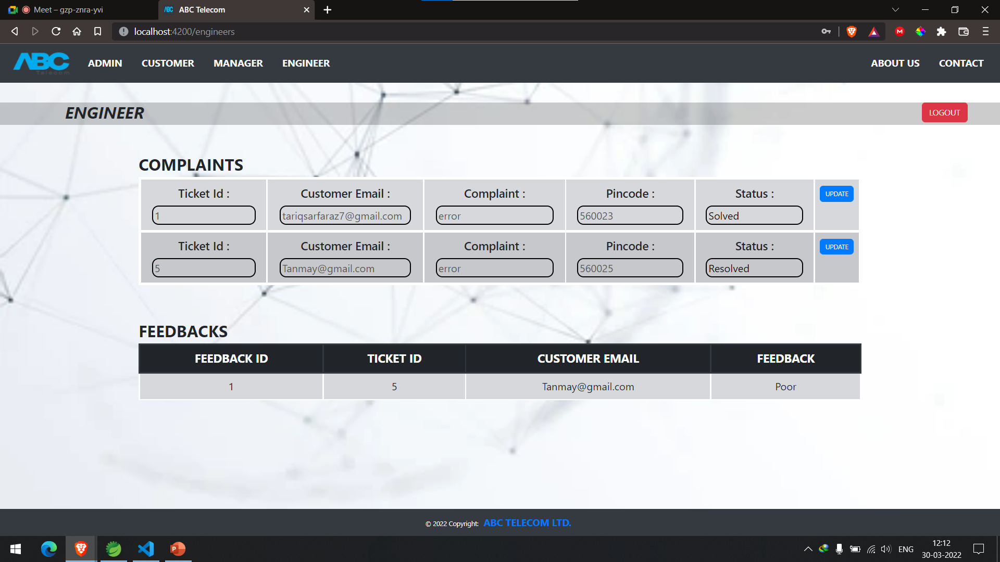 Meet – gzp-znra-yvi
ABC ABC Telecom
localhost:4200/engineers
M
ABC
Telecom
ADMIN CUSTOMER MANAGER ENGINEER ABOUT US CONTACT
ENGINEER LOGOUT
COMPLAINTS
Ticket Id : Customer Email : Complaint : Pincode : Status : UPDATE
1 tariqsarfaraz7@gmail.com error 560023 Solved
Ticket Id : Customer Email : Complaint : Pincode : Status : UPDATE
5 Tanmay@gmail.com error 560025 Resolved
FEEDBACKS
FEEDBACK ID TICKET ID CUSTOMER EMAIL FEEDBACK
1 5 Tanmay@gmail.com Poor
© 2022 Copyright: ABC TELECOM LTD.
P
ENG
12:12
30-03-2022